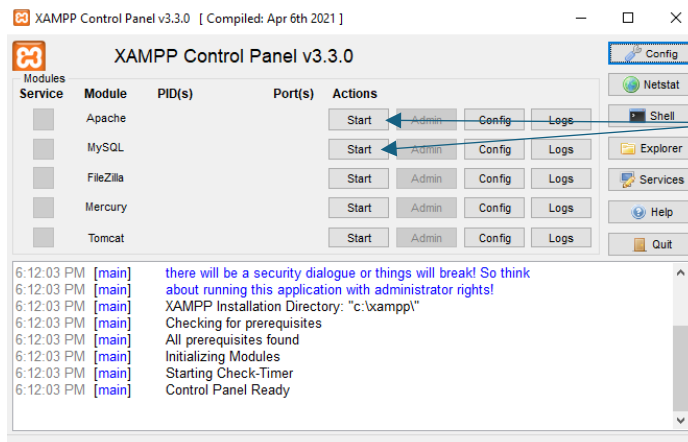 XAMPP Control Panel v3.3.0 [ Compiled: Apr 6th 2021 ]
XAMPP Control Panel v3.3.0
Config
Modules
Service Module PID(s) Port(s) Actions
Netstat
Apache Start Admin Config Logs
Shell
MySQL Start Admin Config Logs
Explorer
FileZilla Start Admin Config Logs
Services
Mercury Start Admin Config Logs
Help
Tomcat Start Admin Config Logs
Quit
6:12:03 PM [main] there will be a security dialogue or things will break! So think
6:12:03 PM [main] about running this application with administrator rights!
6:12:03 PM [main] XAMPP Installation Directory: "c:\xampp\"
6:12:03 PM [main] Checking for prerequisites
6:12:03 PM [main] All prerequisites found
6:12:03 PM [main] Initializing Modules
6:12:03 PM [main] Starting Check-Timer
6:12:03 PM [main] Control Panel Ready